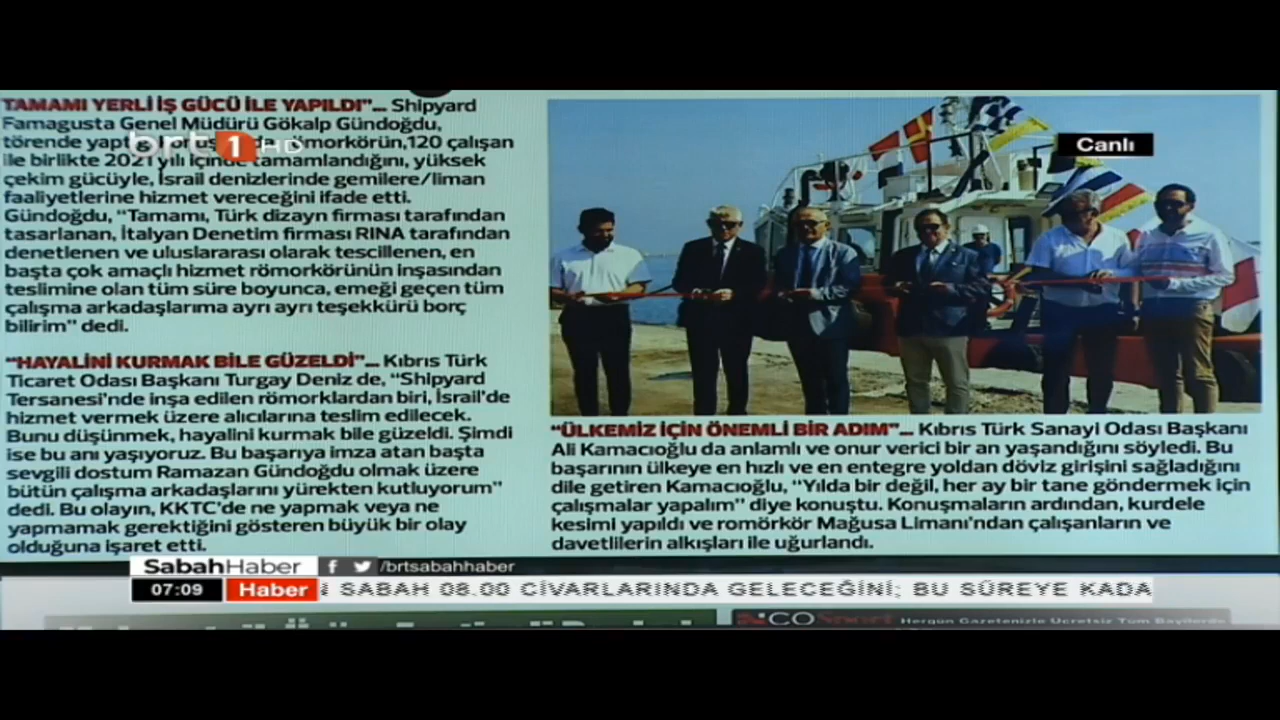 TAMAMI YERLİ İŞ GÜCÜ İLE YAPILDI"... Shipyard
Famagusta Genel Müdürü Gökalp Gündoğdu,
törende römorkörün,120 çalışan
ile birlikte 2021 yılı içinde tamamlandığını, yüksek
çekim gücüyle, İsrail denizlerinde gemilere/liman
faaliyetlerine hizmet vereceğini ifade etti.
Gündoğdu, "Tamamı, Türk dizayn firması tarafından
tasarlanan, İtalyan Denetim firması RINA tarafından
denetlenen ve uluslararası olarak tescillenen, en
başta çok amaçlı hizmet römorkörünün inşasından
teslimine olan tüm süre boyunca, emeği geçen tüm
çalışma arkadaşlarıma ayrı ayrı teşekkürü borç
bilirim" dedi.
"HAYALİNİ KURMAK BİLE GÜZELDİ"... Kıbrıs Türk
Ticaret Odası Başkanı Turgay Deniz de, "Shipyard
Tersanesi'nde inşa edilen römorklardan biri, İsrail'de
hizmet vermek üzere alıcılarına teslim edilecek.
Bunu düşünmek, hayalini kurmak bile güzeldi. Şimdi
ise bu anı yaşıyoruz. Bu başarıya imza atan başta
sevgili dostum Ramazan Gündoğdu olmak üzere
bütün çalışma arkadaşlarını yürekten kutluyorum"
dedi. Bu olayın, KKTC'de ne yapmak veya ne
yapmamak gerektiğini gösteren büyük bir olay
olduğuna işaret etti.
"ÜLKEMİZ İÇİN ÖNEMLİ BİR ADIM"... Kıbrıs Türk Sanayi Odası Başkanı
Ali Kamacıoğlu da anlamlı ve onur verici bir an yaşandığını söyledi. Bu
başarının ülkeye en hızlı ve en entegre yoldan döviz girişini sağladığını
dile getiren Kamacıoğlu, "Yılda bir değil, her ay bir tane göndermek için
çalışmalar yapalım" diye konuştu. Konuşmaların ardından, kurdele
kesimi yapıldı ve romörkör Mağusa Limanı'ndan çalışanların ve
davetlilerin alkışları ile uğurlandı.
brt 1 HD
Canlı
SabahHaber
/brtsabahhaber
07:09
Haber
SABAH 08.00 CİVARLARINDA GELECEĞİNİ; BU SÜREYE KADA
Hergün Gazetenizle Ücretsiz Tüm Bayilerde